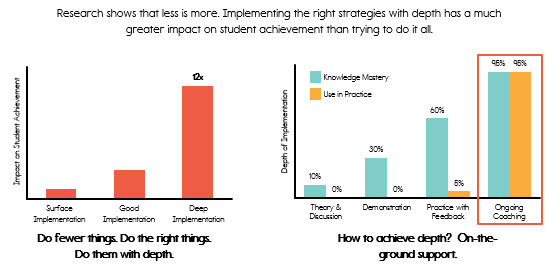 Research shows that less is more. Implementing the right strategies with depth has a much
greater impact on student achievement than trying to do it all.
Impact on Student Achievement
12x
Surface
Implementation
Good
Implementation
Deep
Implementation
Do fewer things. Do the right things.
Do them with depth.
Depth of Implementation
Knowledge Mastery
Use in Practice
10%
0%
30%
0%
60%
5%
95%
95%
Theory &
Discussion
Demonstration
Practice with
Feedback
Ongoing
Coaching
How to achieve depth? On-the-
ground support.